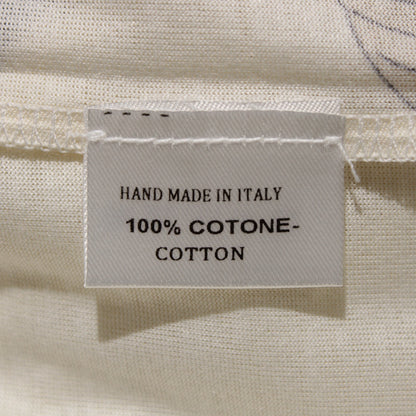 HAND MADE IN ITALY
100% COTONE-
COTTON